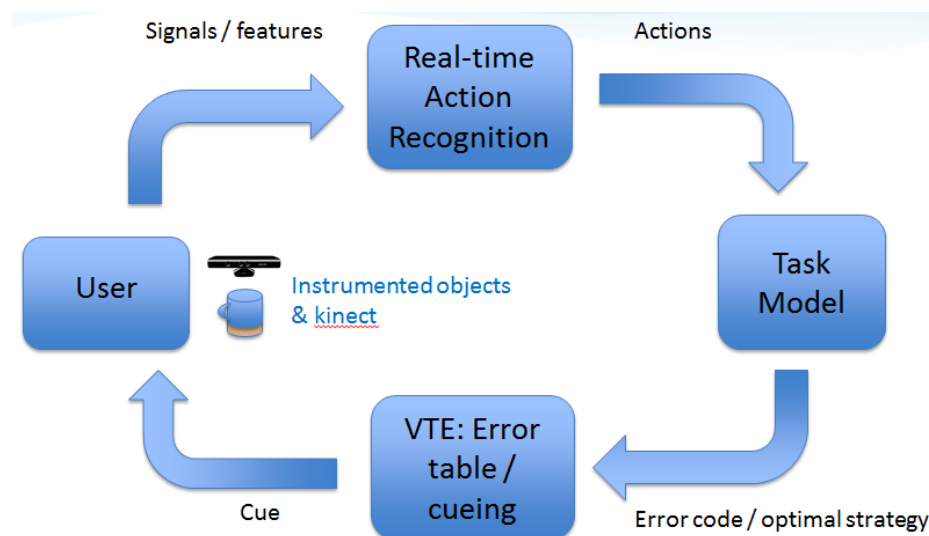 Signals / features
Actions
Real-time
Action
Recognition
User
Instrumented objects
& kinect
Task
Model
VTE: Error
table /
cueing
Cue
Error code / optimal strategy